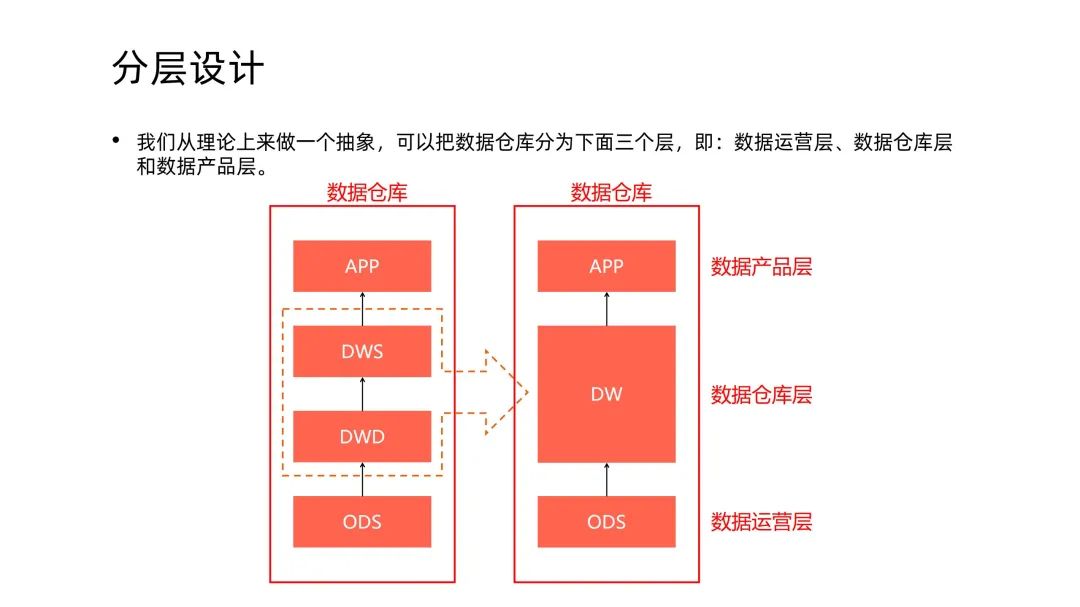 分层设计
• 我们从理论上来做一个抽象，可以把数据仓库分为下面三个层，即：数据运营层、数据仓库层
和数据产品层。
数据仓库
数据仓库
APP
APP
数据产品层
DWS
DWD
DW
数据仓库层
ODS
ODS
数据运营层